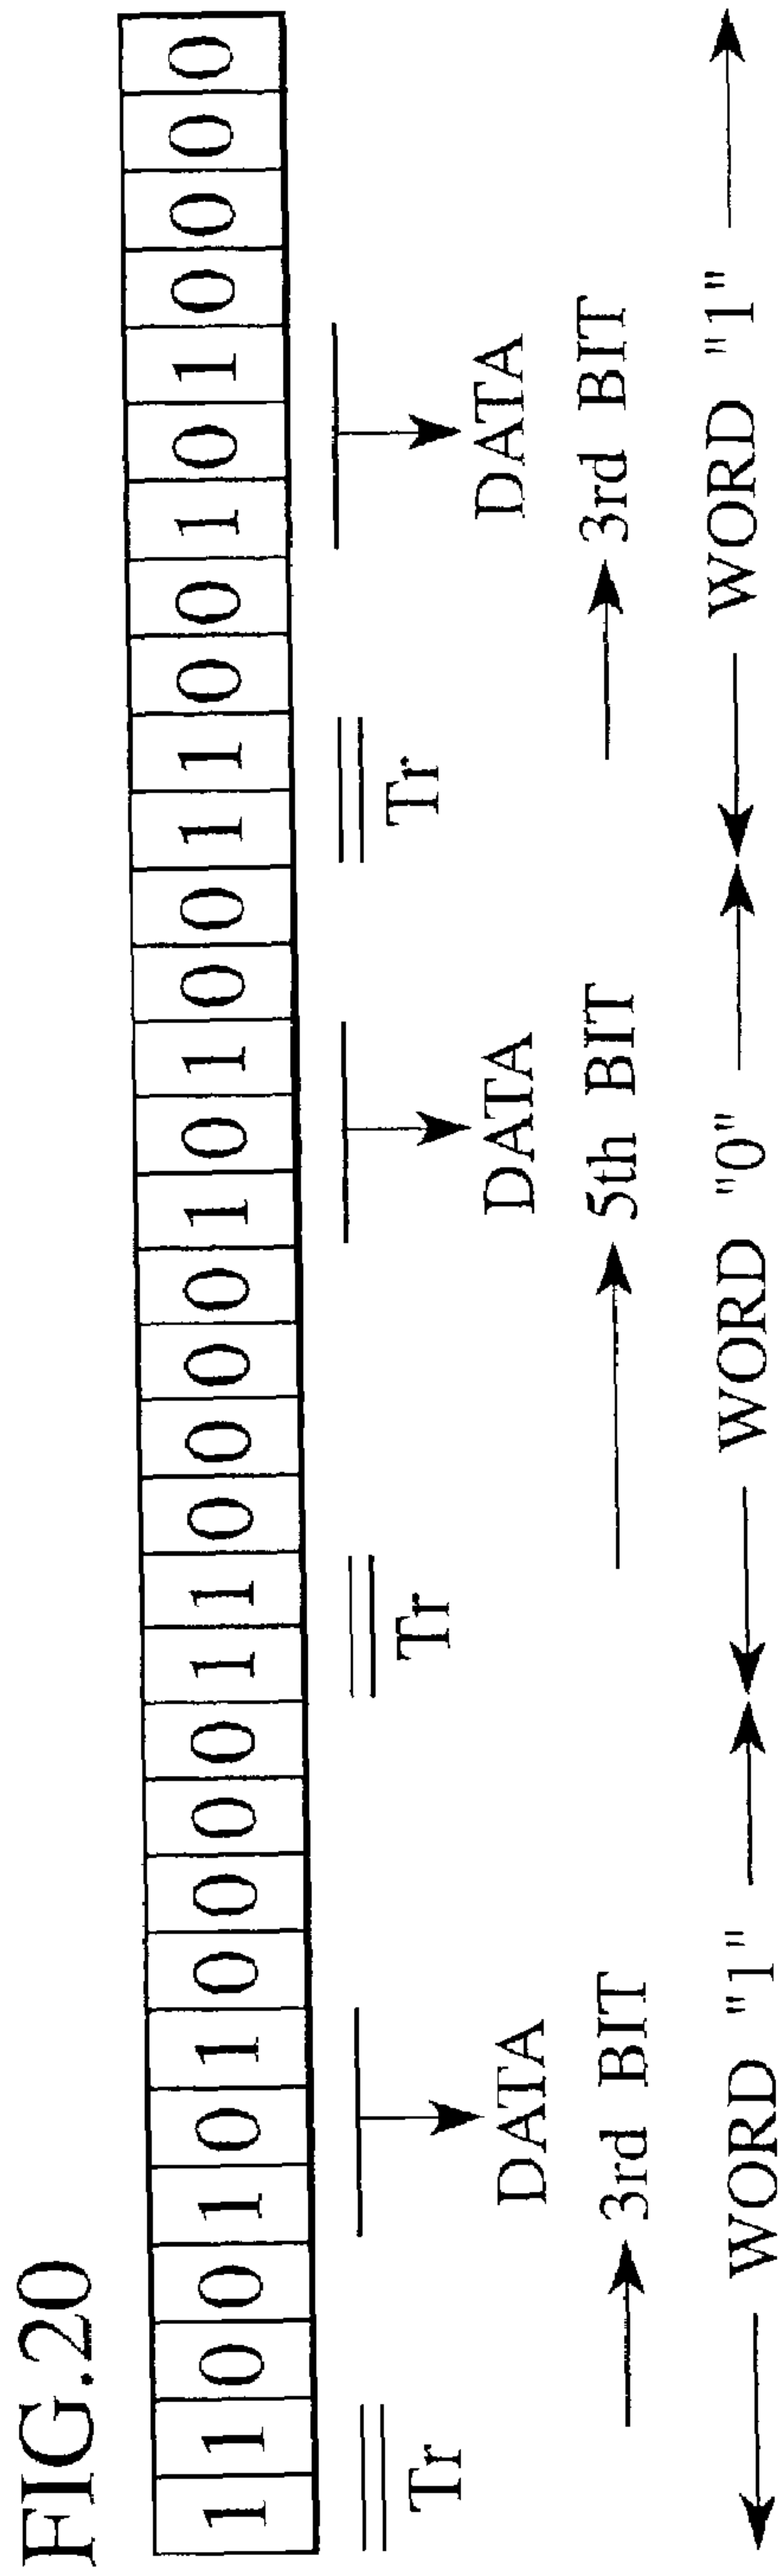 FIG.20
1 1 0 0 1 0 1 0 0 0 0 1 1 0 0 0 0 1 0 1 0 0 1 1 0 0 1 0 1 0 0 0 0
Tr Tr Tr
DATA DATA DATA
3rd BIT 5th BIT 3rd BIT
WORD "1" WORD "0" WORD "1"